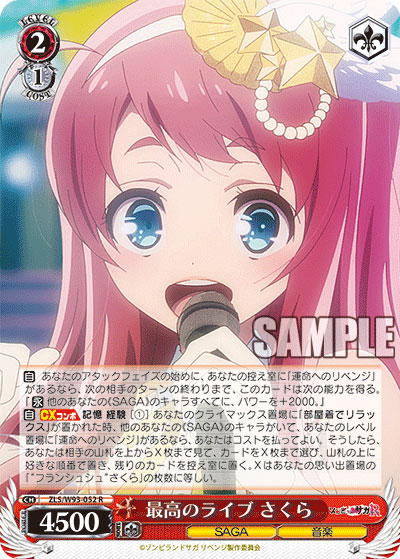 LEVEL
2
1
COST
SAMPLE
自 あなたのアタックフェイズの始めに、あなたの控え室に「運命へのリベンジ」
があるなら、次の相手のターンの終わりまで、このカードは次の能力を得る。
『永 他のあなたの《SAGA》のキャラすべてに、パワーを+2000。』
自 CXコンボ 記憶 経験 [①] あなたのクライマックス置場に「部屋着でリラッ
クス」が置かれた時、他のあなたの《SAGA》のキャラがいて、あなたのレベル
置場に「運命へのリベンジ」があるなら、あなたはコストを払ってよい。そうしたら、
あなたは相手の山札を上からX枚まで見て、カードをX枚まで選び、山札の上に
好きな順番で置き、残りのカードを控え室に置く。Xはあなたの思い出置場の
「“フランシュシュ”さくら」の枚数に等しい。
CH ZLS/W93-052 R
4500
最高のライブ さくら
SAGA
音楽
©ゾンビランドサガ リベンジ製作委員会